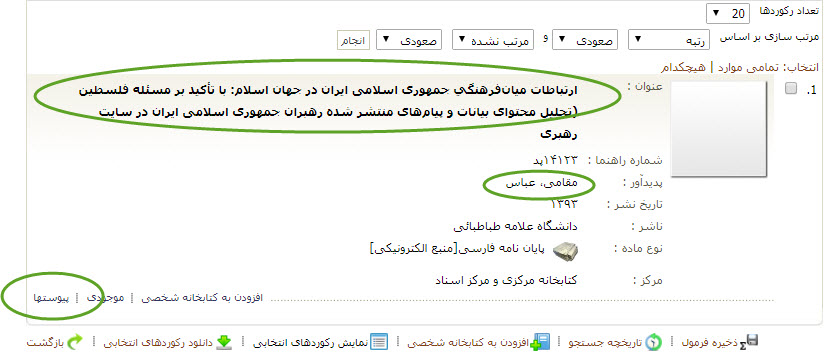 تعداد رکوردها 20
مرتب سازی بر اساس رتبه صعودی و مرتب نشده صعودی انجام
انتخاب: تمامی موارد | هیچکدام
1. عنوان : ارتباطات میان‌فرهنگي جمهوری اسلامی ایران در جهان اسلام: با تأکید بر مسئله فلسطین
(تحلیل محتوای بیانات و پیام‌های منتشر شده رهبران جمهوری اسلامی ایران در سایت
رهبری
شماره راهنما : ۱۴۱۲۳پد
پدیدآور : مقامی، عباس
تاریخ نشر : ۱۳۹۳
ناشر : دانشگاه علامه طباطبائی
نوع ماده : پایان نامه فارسی[منبع الکترونیکی]
مرکز : کتابخانه مرکزی و مرکز اسناد
افزودن به کتابخانه شخصی | موجودی | پیوستها
ذخیره فرمول | تاریخچه جستجو | افزودن به کتابخانه شخصی | نمایش رکوردهای انتخابی | دانلود رکوردهای انتخابی | بازگشت